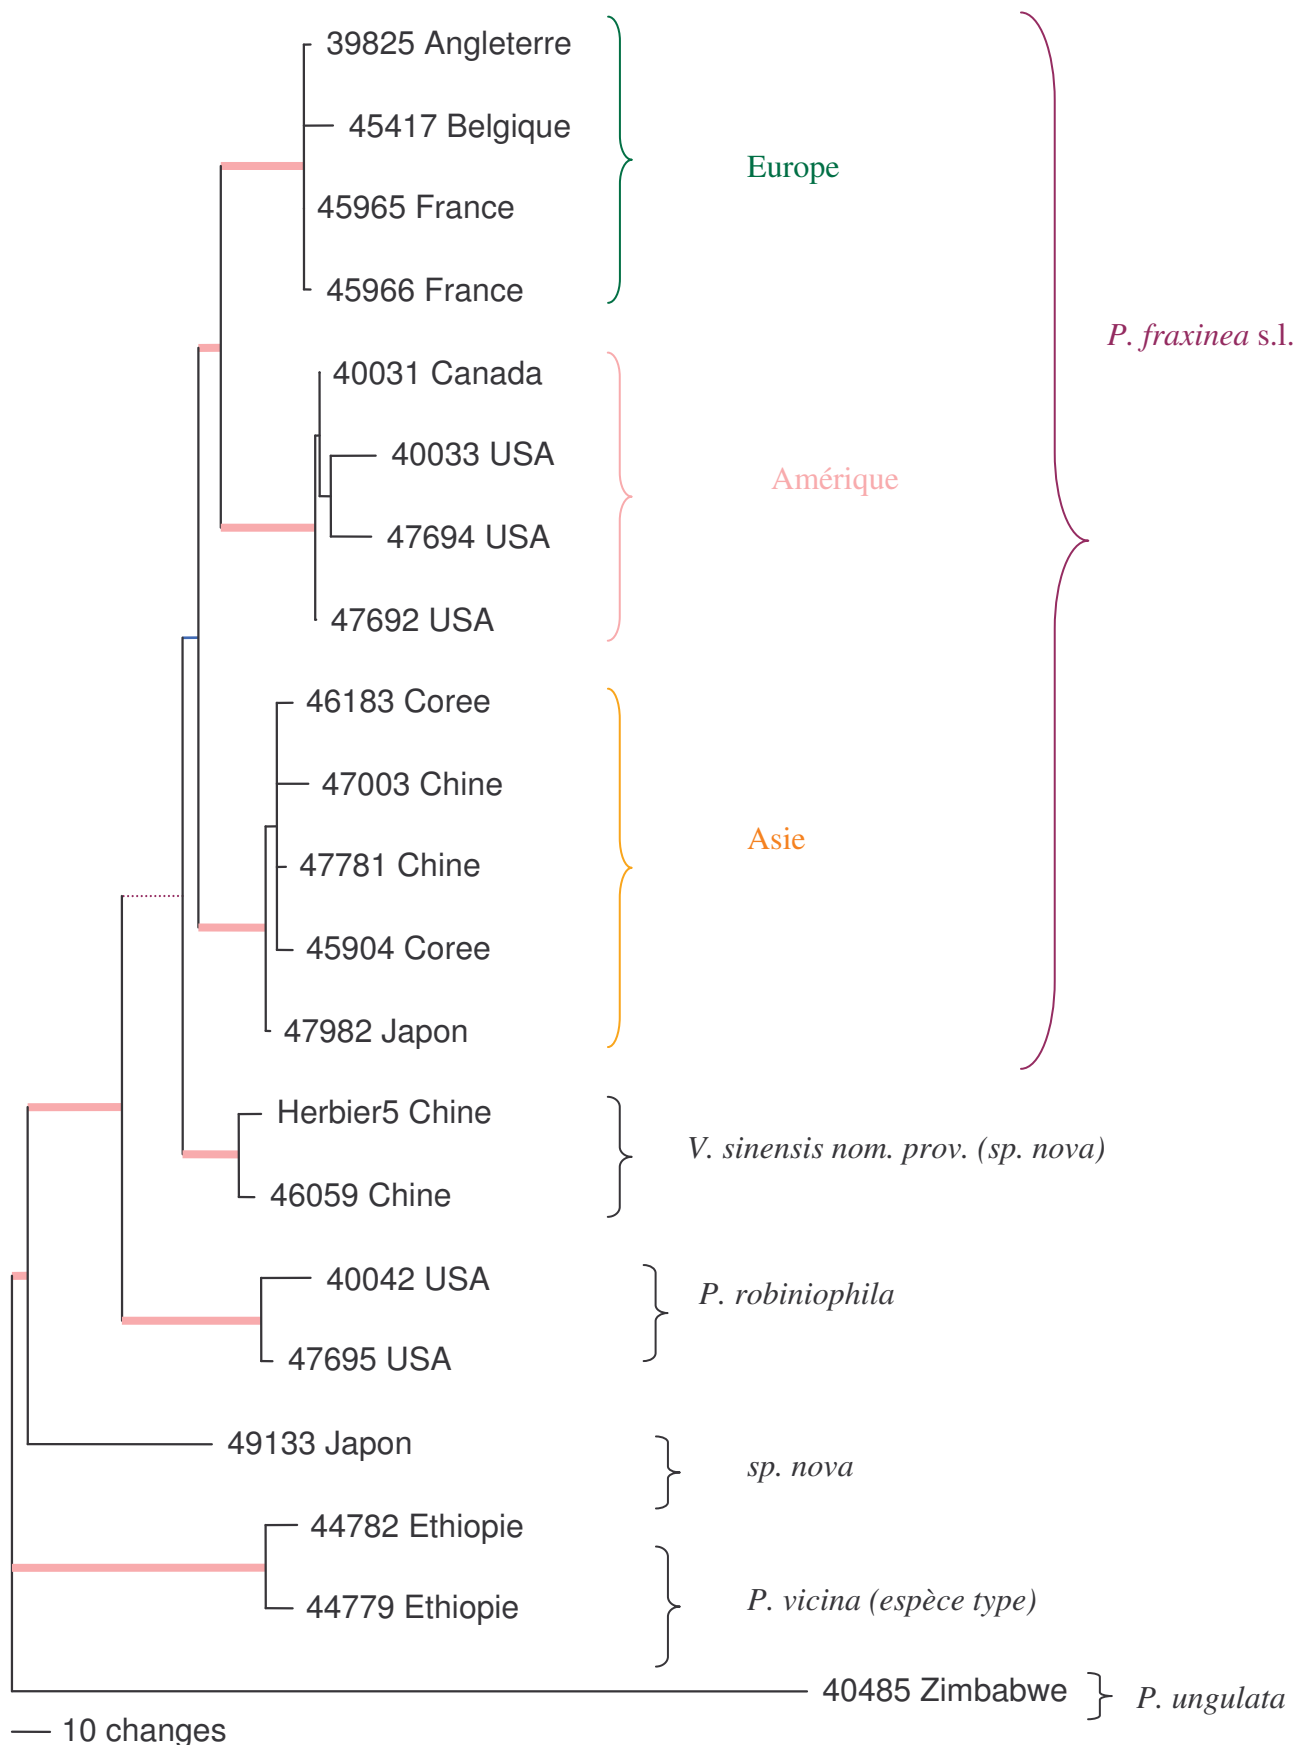 39825 Angleterre
45417 Belgique
Europe
45965 France
45966 France
P. fraxinea s.l.
40031 Canada
40033 USA
Amérique
47694 USA
47692 USA
46183 Coree
47003 Chine
Asie
47781 Chine
45904 Coree
47982 Japon
Herbier5 Chine
V. sinensis nom. prov. (sp. nova)
46059 Chine
40042 USA
P. robiniophila
47695 USA
49133 Japon
sp. nova
44782 Ethiopie
P. vicina (espèce type)
44779 Ethiopie
40485 Zimbabwe
P. ungulata
10 changes